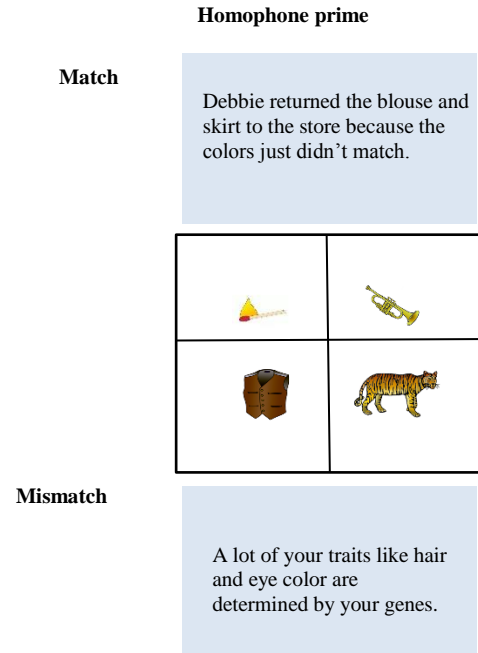 Homophone prime
Match
Debbie returned the blouse and
skirt to the store because the
colors just didn’t match.
Mismatch
A lot of your traits like hair
and eye color are
determined by your genes.